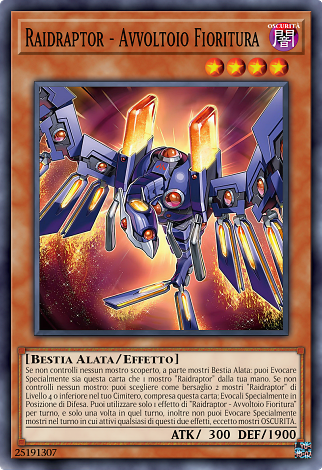 Raidraptor - Avvoltoio Fioritura
OSCURITÀ
闇
[Bestia Alata/Effetto]
Se non controlli nessun mostro scoperto, a parte mostri Bestia Alata: puoi Evocare
Specialmente sia questa carta che 1 mostro "Raidraptor" dalla tua mano. Se non
controlli nessun mostro: puoi scegliere come bersaglio 2 mostri "Raidraptor" di
Livello 4 o inferiore nel tuo Cimitero, compresa questa carta; Evocali Specialmente in
Posizione di Difesa. Puoi utilizzare solo 1 effetto di "Raidraptor - Avvoltoio Fioritura"
per turno, e solo una volta in quel turno, inoltre non puoi Evocare Specialmente
mostri nel turno in cui attivi qualsiasi di questi due effetti, eccetto mostri OSCURITÀ.
ATK/ 300 DEF/1900
25191307